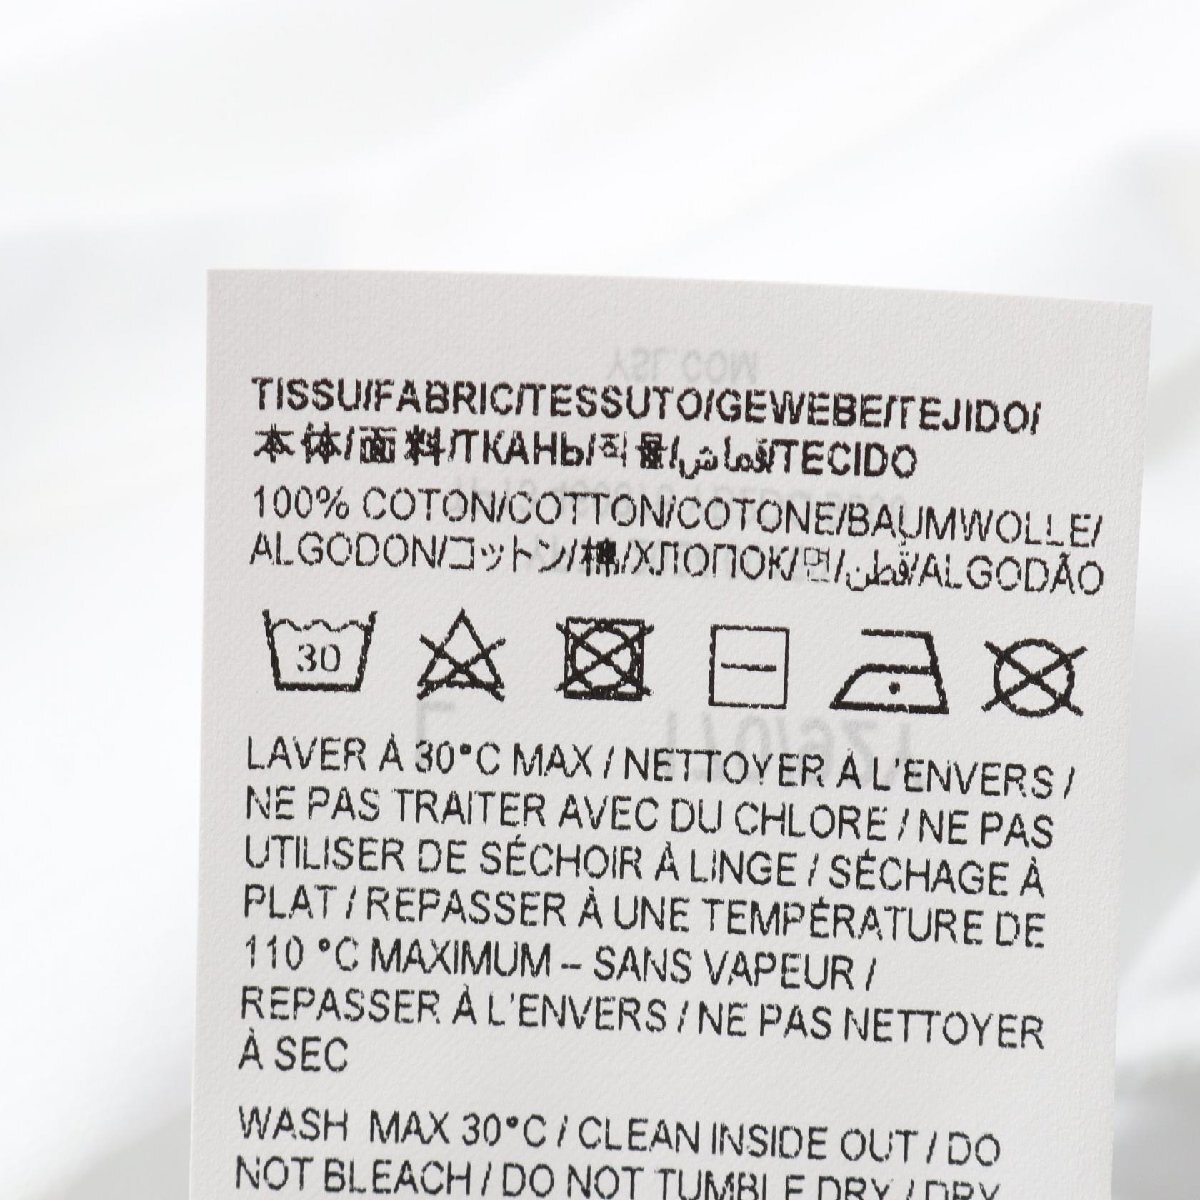 TISSU/FABRIC/TESSUTO/GEWEBE/TEJIDO/
本体/面料/ТКАНЬ/직물/قماش/TECIDO
100% COTON/COTTON/COTONE/BAUMWOLLE/
ALGODON/コットン/棉/ХЛОПОК/면/قطن/ALGODÃO
30
LAVER À 30°C MAX / NETTOYER À L'ENVERS /
NE PAS TRAITER AVEC DU CHLORE / NE PAS
UTILISER DE SÉCHOIR À LINGE / SÉCHAGE À
PLAT / REPASSER À UNE TEMPÉRATURE DE
110 °C MAXIMUM – SANS VAPEUR /
REPASSER À L'ENVERS / NE PAS NETTOYER
À SEC
WASH MAX 30°C / CLEAN INSIDE OUT / DO
NOT BLEACH / DO NOT TUMBLE DRY / DRY